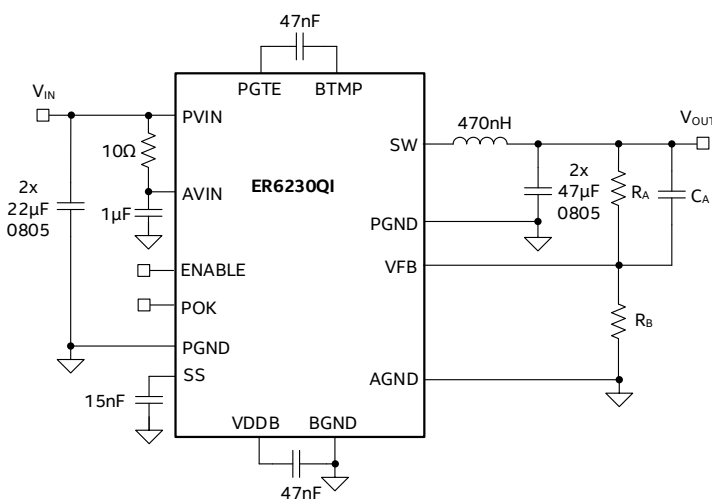 47nF
PGTE
BTMP
V_IN
PVIN
10Ω
AVIN
1µF
2x
22µF
0805
ENABLE
POK
PGND
SS
15nF
ER6230QI
VDDB
BGND
47nF
SW
470nH
V_OUT
2x
47µF
0805
R_A
C_A
PGND
VFB
R_B
AGND